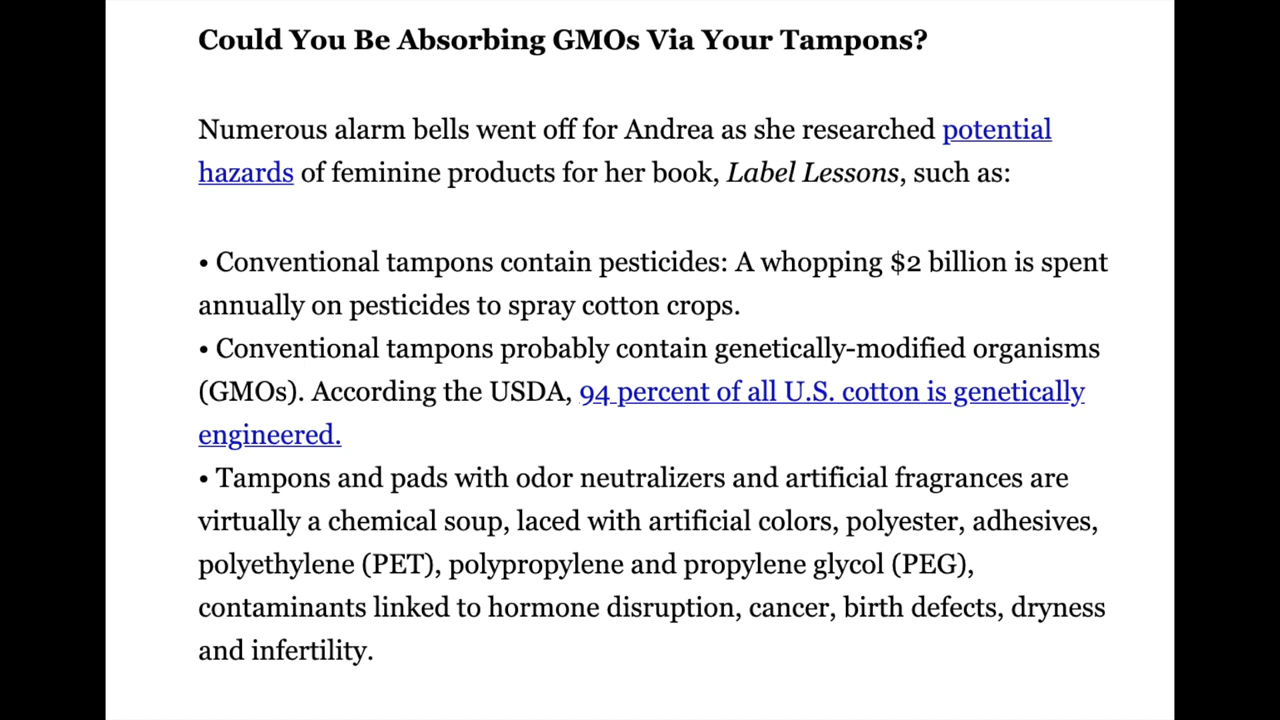 Could You Be Absorbing GMOs Via Your Tampons?
Numerous alarm bells went off for Andrea as she researched potential
hazards of feminine products for her book, Label Lessons, such as:
• Conventional tampons contain pesticides: A whopping $2 billion is spent
annually on pesticides to spray cotton crops.
• Conventional tampons probably contain genetically-modified organisms
(GMOs). According the USDA, 94 percent of all U.S. cotton is genetically
engineered.
• Tampons and pads with odor neutralizers and artificial fragrances are
virtually a chemical soup, laced with artificial colors, polyester, adhesives,
polyethylene (PET), polypropylene and propylene glycol (PEG),
contaminants linked to hormone disruption, cancer, birth defects, dryness
and infertility.